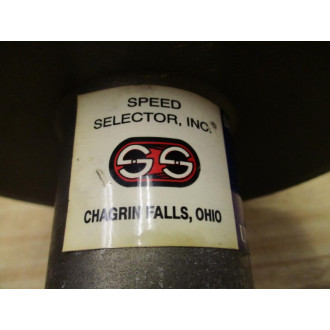 SPEED
SELECTOR, INC.
SS
CHAGRIN FALLS, OHIO